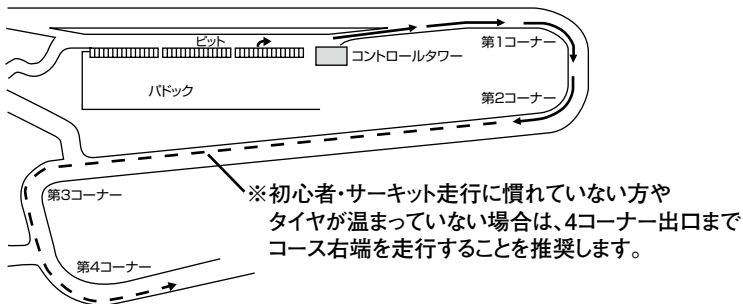 ピット
コントロールタワー
第1コーナー
パドック
第2コーナー
第3コーナー
※初心者・サーキット走行に慣れていない方や
タイヤが温まっていない場合は、4コーナー出口まで
コース右端を走行することを推奨します。
第4コーナー